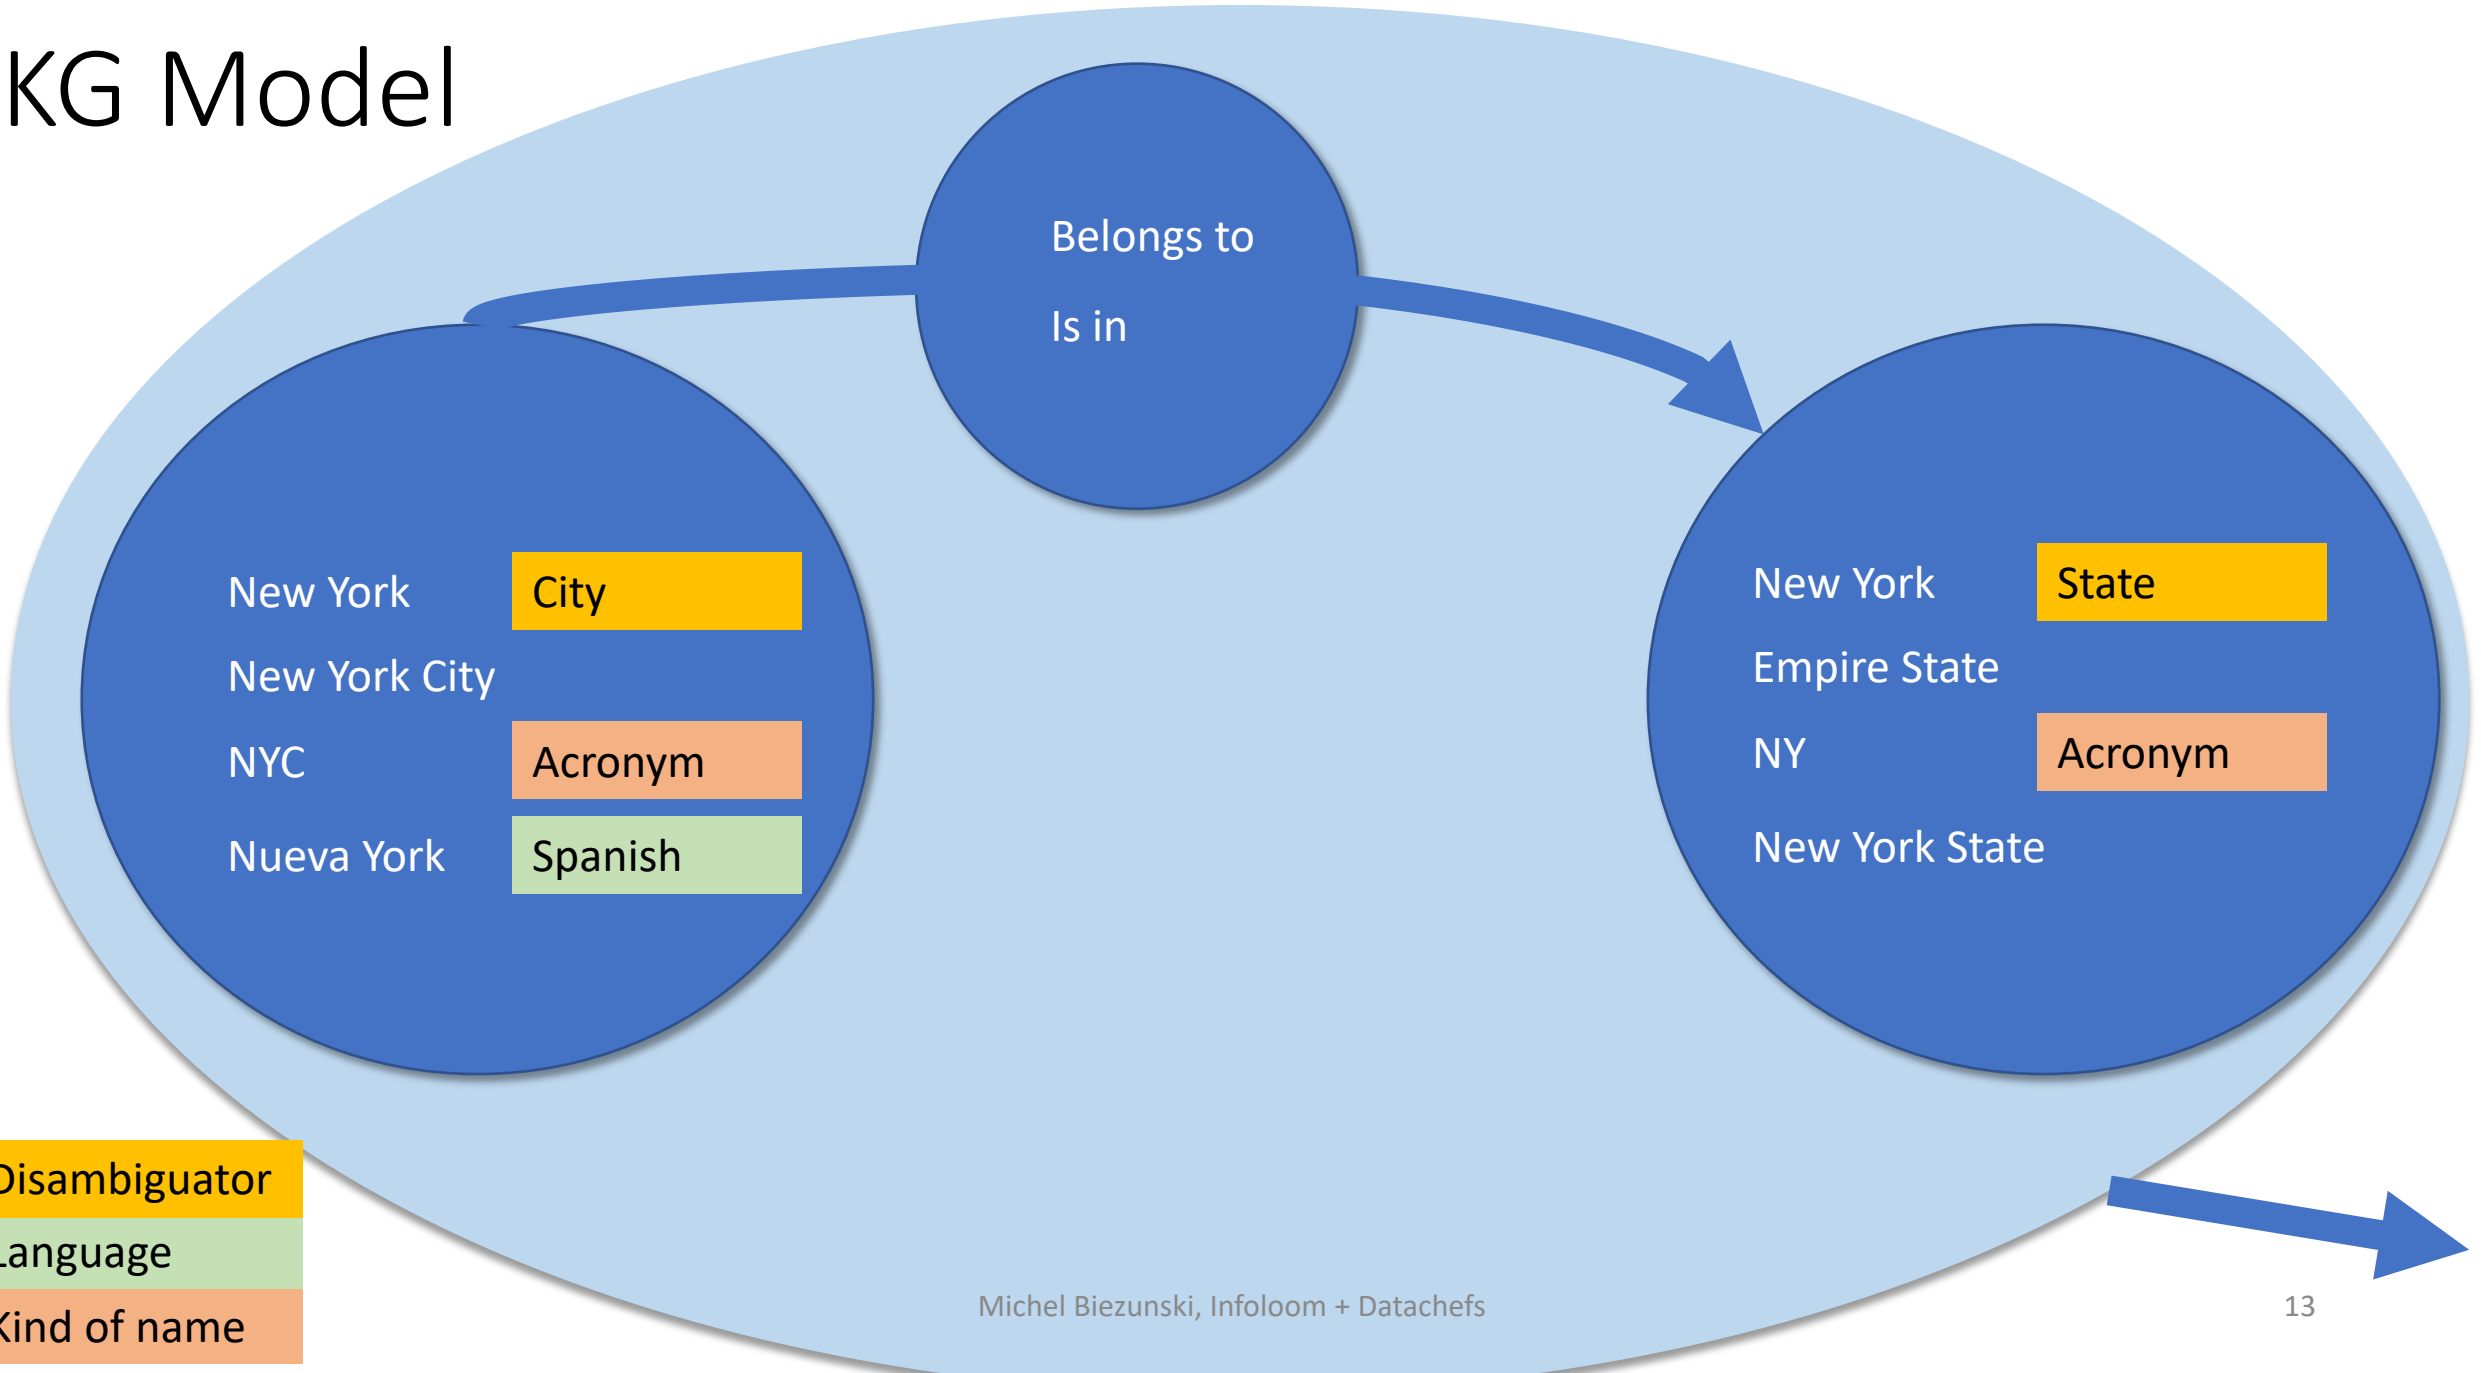 KG Model
Belongs to
Is in
New York City
New York City
NYC Acronym
Nueva York Spanish
New York State
Empire State
NY Acronym
New York State
Disambiguator
Language
Kind of name
Michel Biezunski, Infoloom + Datachefs
13